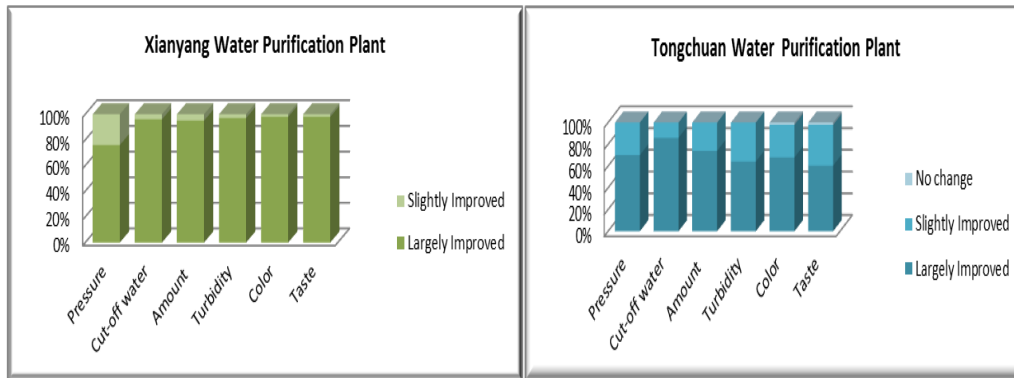 Xianyang Water Purification Plant
100%
80%
60%
40%
20%
0%
Pressure
Cut-off water
Amount
Turbidity
Color
Taste
Slightly Improved
Largely Improved
Tongchuan Water Purification Plant
100%
80%
60%
40%
20%
0%
Pressure
Cut-off water
Amount
Turbidity
Color
Taste
No change
Slightly Improved
Largely Improved